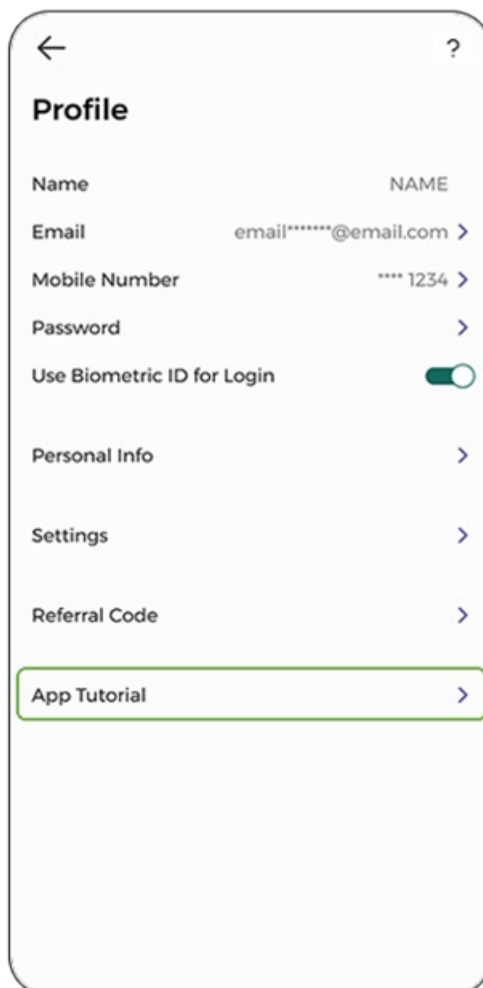 ?
Profile
Name NAME
Email email*******@email.com
Mobile Number **** 1234
Password
Use Biometric ID for Login
Personal Info
Settings
Referral Code
App Tutorial